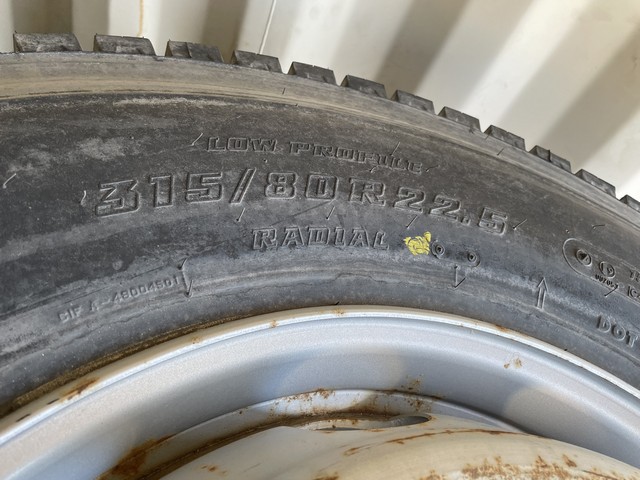 LOW PROFILE
315/80R22.5
RADIAL
DOT